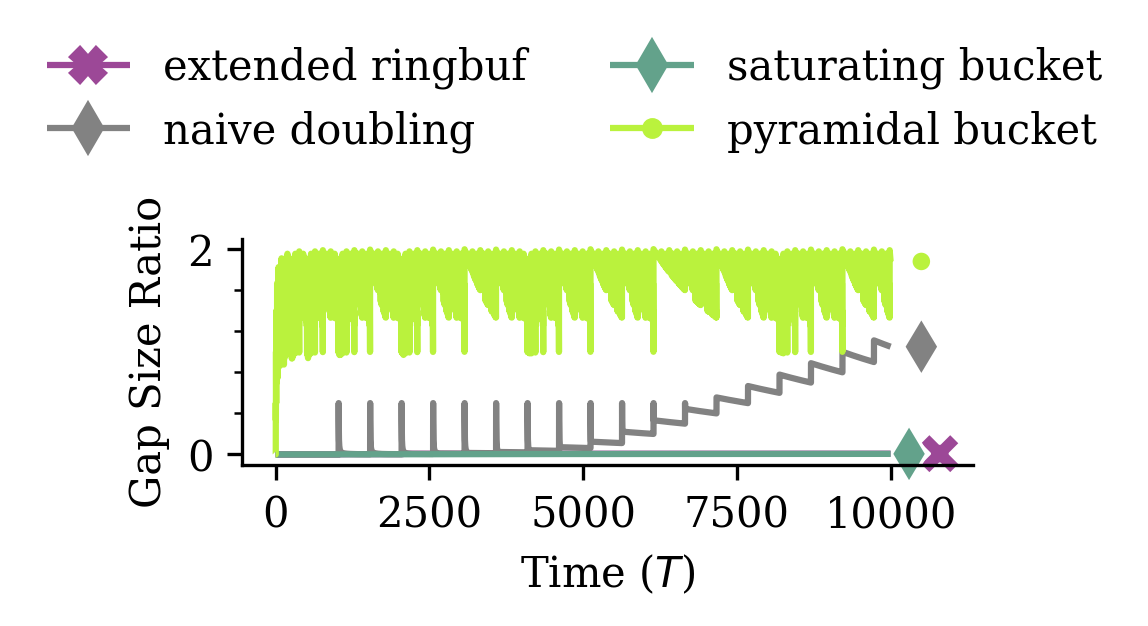 extended ringbuf
saturating bucket
naive doubling
pyramidal bucket
Gap Size Ratio
2
0
0
2500
5000
7500
10000
Time (T)